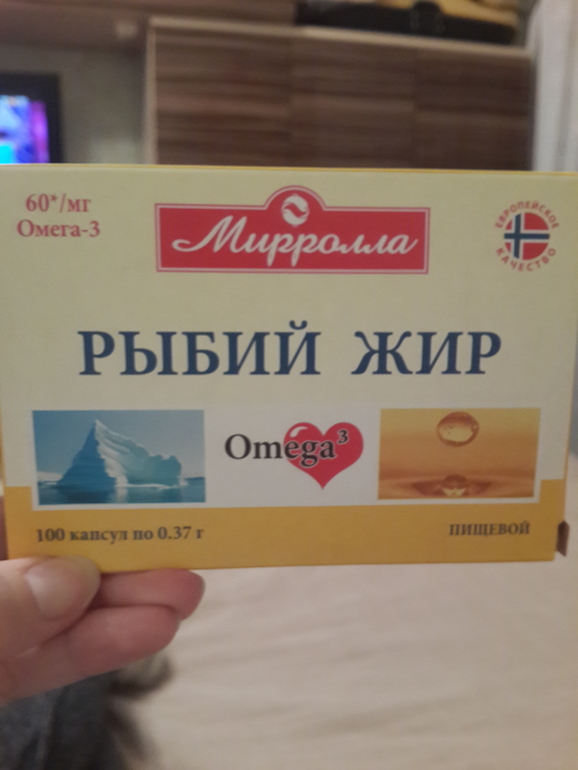 60*/мг
Омега-3
Мирролла
ЕВРОПЕЙСКОЕ
КАЧЕСТВО
РЫБИЙ ЖИР
Omega³
100 капсул по 0.37 г
ПИЩЕВОЙ